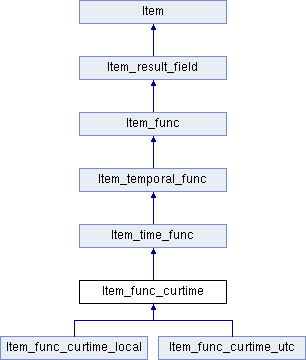 Item
Item_result_field
Item_func
Item_temporal_func
Item_time_func
Item_func_curtime
Item_func_curtime_local
Item_func_curtime_utc